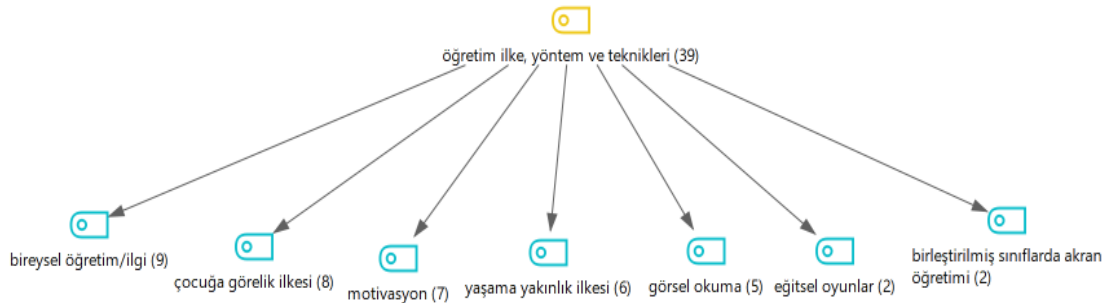 öğretim ilke, yöntem ve teknikleri (39)
bireysel öğretim/ilgi (9)
çocuğa görelik ilkesi (8)
motivasyon (7)
yaşama yakınlık ilkesi (6)
görsel okuma (5)
eğitsel oyunlar (2)
birleştirilmiş sınıflarda akran
öğretimi (2)